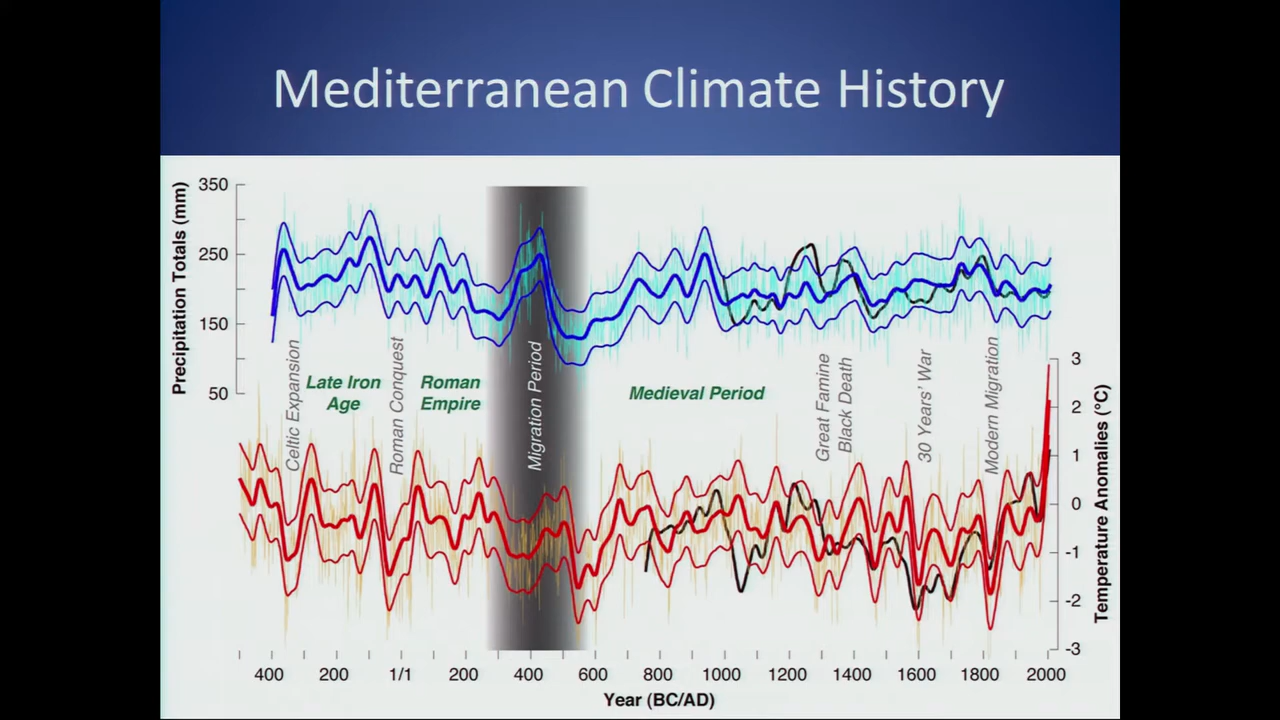 Mediterranean Climate History
Precipitation Totals (mm)
350
250
150
50
Celtic Expansion
Late Iron
Age
Roman Conquest
Roman
Empire
Migration Period
Medieval Period
Great Famine
Black Death
30 Years' War
Modern Migration
3
2
1
0
-1
-2
-3
Temperature Anomalies (°C)
400 200 1/1 200 400 600 800 1000 1200 1400 1600 1800 2000
Year (BC/AD)